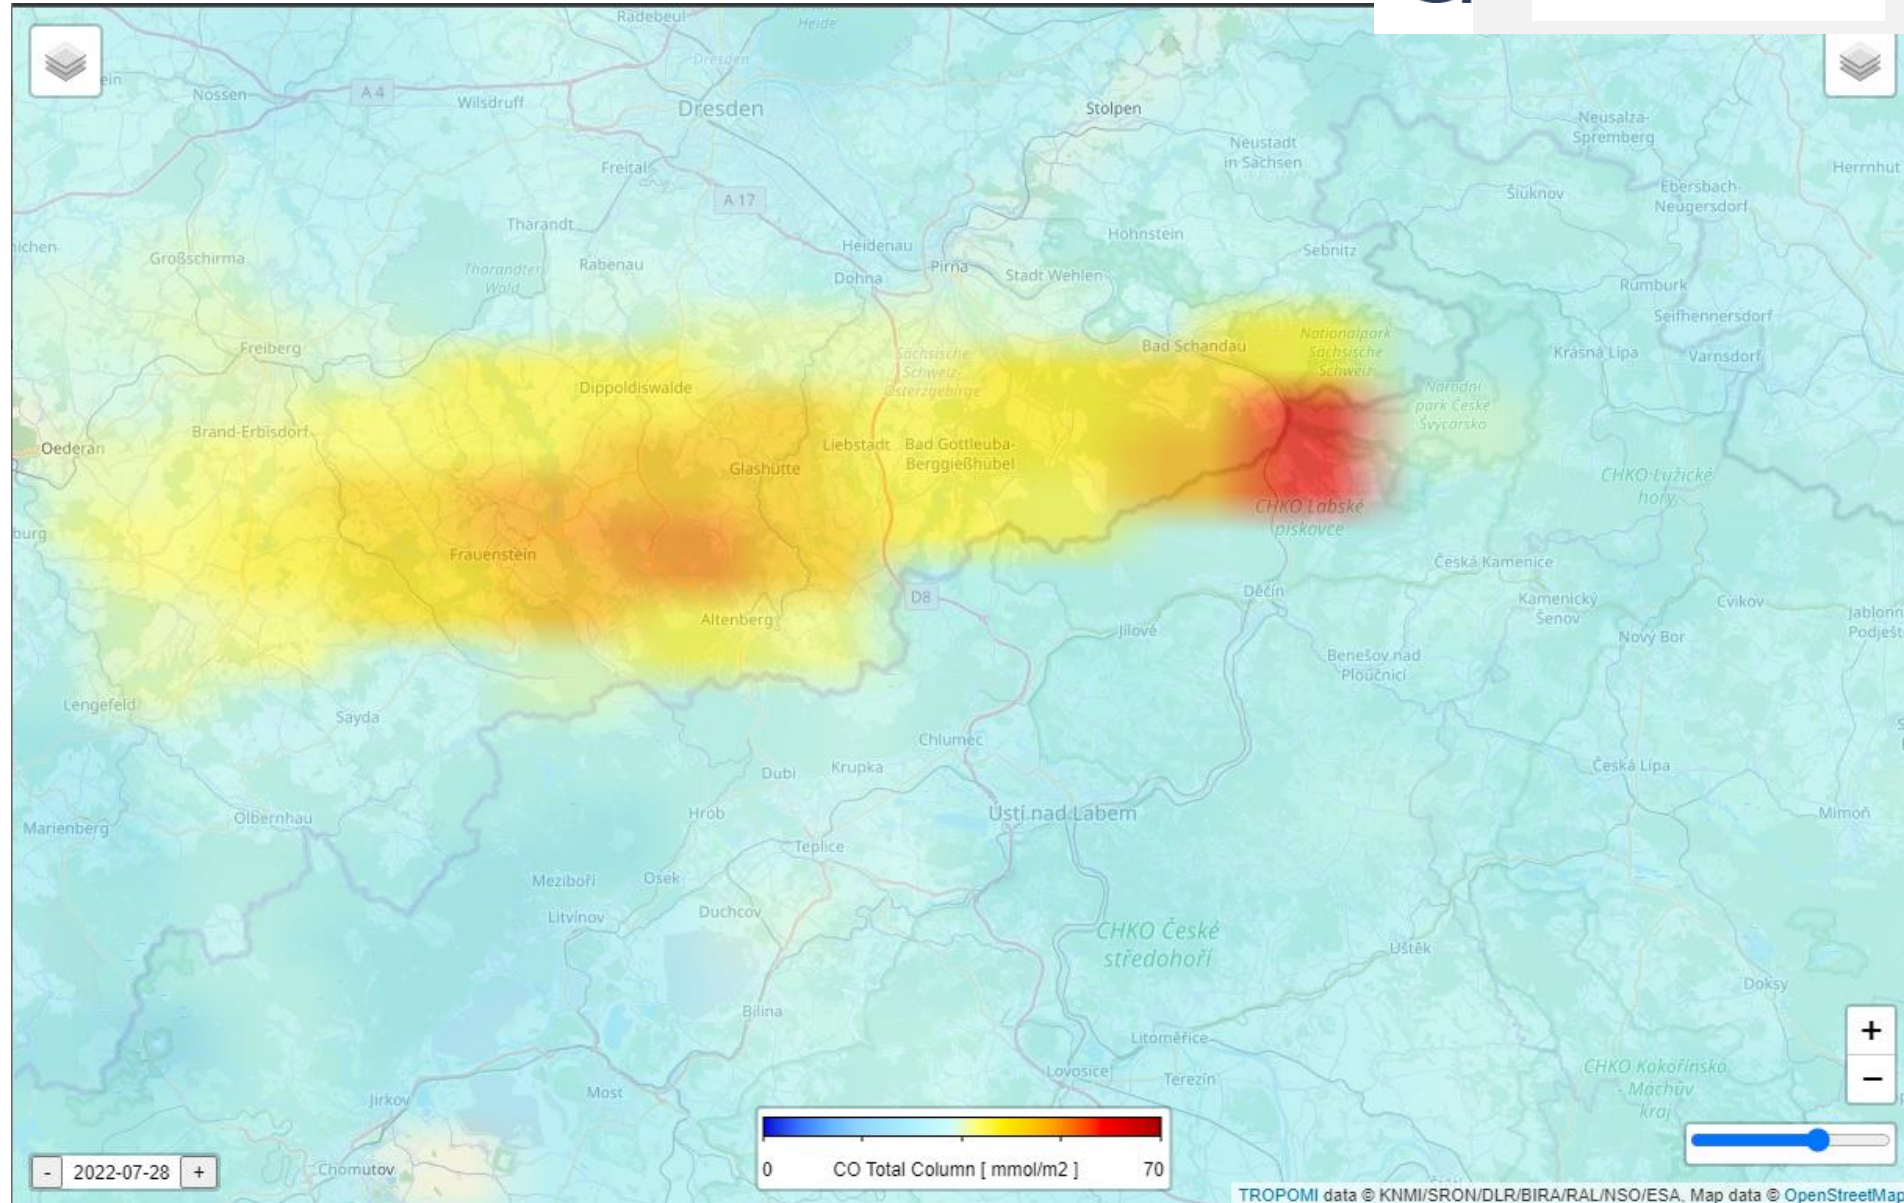 Radebeul
Heide
Dresden
ein
Nossen
A 4
Wilsdruff
Dresden
Stolpen
Neusalza-
Spremberg
Neustadt
in Sachsen
Freital
Herrnhut
A 17
Šluknov
Ebersbach-
Neugersdorf
Tharandt
Hohnstein
ichen
Großschirma
Heidenau
Sebnitz
Tharandter
Wald
Rabenau
Dohna
Pirna
Stadt Wehlen
Rumburk
Seifhennersdorf
Freiberg
Bad Schandau
Nationalpark
Sächsische
Schweiz
Krásná Lípa
Varnsdorf
Sächsische
Schweiz-
Osterzgebirge
Dippoldiswalde
Národní
park České
Švýcarsko
Brand-Erbisdorf
Oederan
Liebstadt
Bad Gottleuba-
Berggießhübel
Glashütte
CHKO Lužické
hory
CHKO Labské
pískovce
burg
Frauenstein
Česká Kamenice
D8
Děčín
Kamenický
Šenov
Cvikov
Jablonn
Podješt
Altenberg
Jílové
Nový Bor
Benešov nad
Ploučnicí
Lengefeld
Sayda
Chlumec
Dubí
Krupka
Česká Lípa
Marienberg
Olbernhau
Hrob
Ústí nad Labem
Mimoň
Teplice
Meziboří
Osek
Litvínov
Duchcov
CHKO České
středohoří
Úštěk
Doksy
Bílina
Litoměřice
+
Lovosice
Terezín
CHKO Kokořínsko
- Máchův
kraj
−
Most
Jirkov
Chomutov
- 2022-07-28 +
0 CO Total Column [ mmol/m2 ] 70
TROPOMI data © KNMI/SRON/DLR/BIRA/RAL/NSO/ESA, Map data © OpenStreetMap